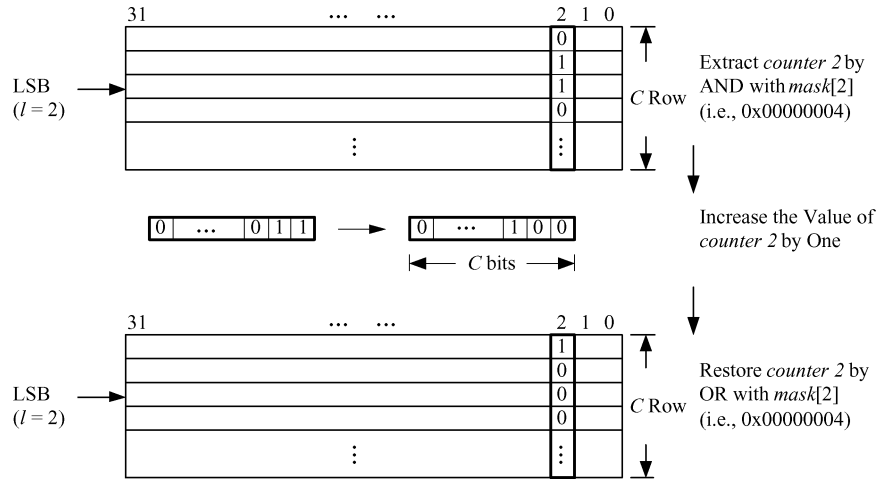 31 ... ... 2 1 0
0
1
1
0
⋮ ⋮
LSB
(l = 2)
C Row
Extract counter 2 by
AND with mask[2]
(i.e., 0x00000004)
0 ... 0 1 1
0 ... 1 0 0
C bits
Increase the Value of
counter 2 by One
31 ... ... 2 1 0
1
0
0
0
⋮ ⋮
LSB
(l = 2)
C Row
Restore counter 2 by
OR with mask[2]
(i.e., 0x00000004)